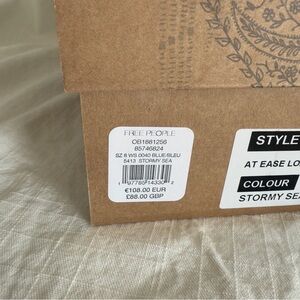 FREE PEOPLE
OB1881256
85746824
SZ 8 WS 0040 BLUE/BLEU
5413 STORMY SEA
€108.00 EUR
£88.00 GBP
STYLE
AT EASE LO
COLOUR
STORMY SEA